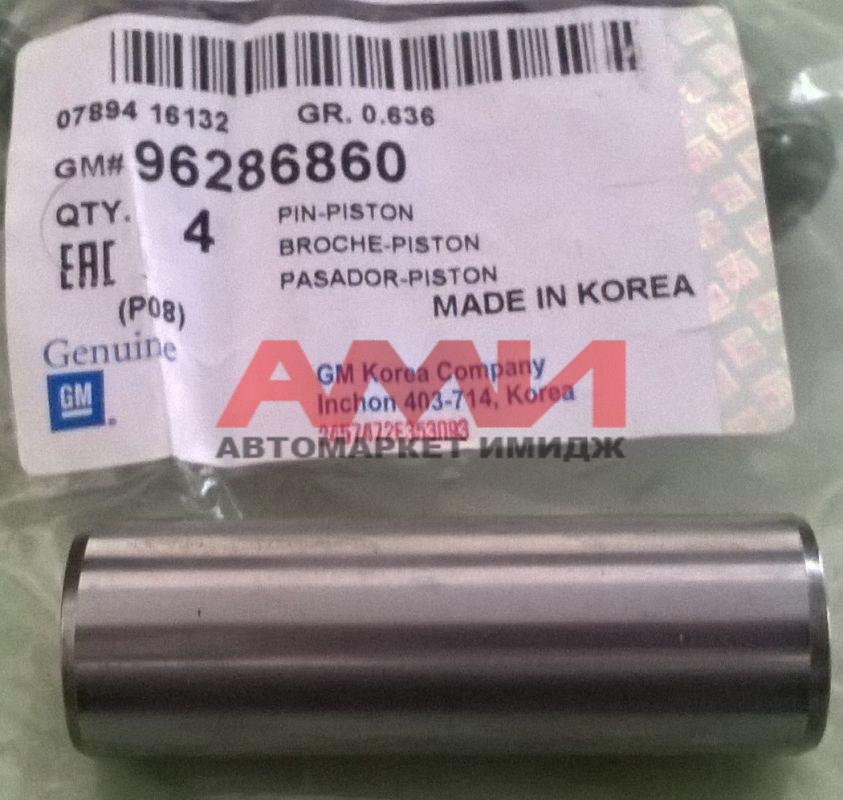 07894 16132 GR. 0.636
GM# 96286860
QTY. 4 PIN-PISTON
BROCHE-PISTON
EAC PASADOR-PISTON
(P08) MADE IN KOREA
Genuine
GM
GM Korea Company
Inchon 403-714, Korea
АМИ
АВТОМАРКЕТ ИМИДЖ